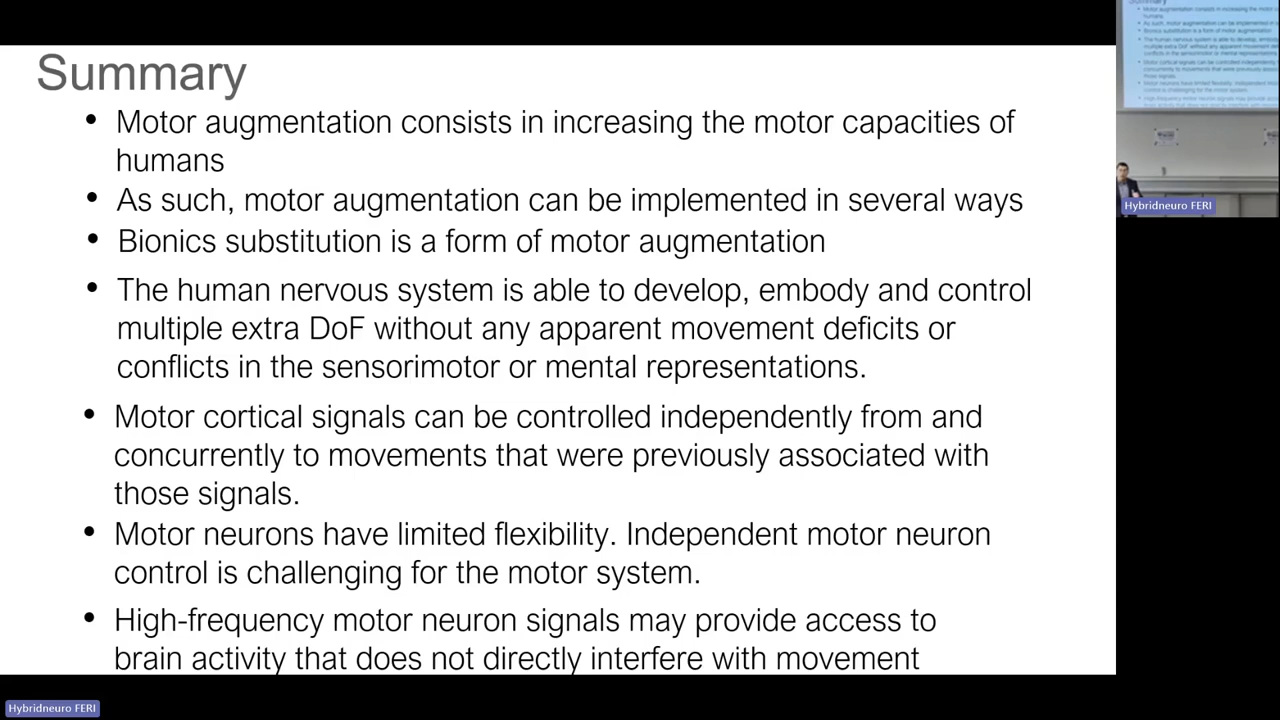 Summary
• Motor augmentation consists in increasing the motor capacities of
humans
• As such, motor augmentation can be implemented in several ways
• Bionics substitution is a form of motor augmentation
• The human nervous system is able to develop, embody and control
multiple extra DoF without any apparent movement deficits or
conflicts in the sensorimotor or mental representations.
• Motor cortical signals can be controlled independently from and
concurrently to movements that were previously associated with
those signals.
• Motor neurons have limited flexibility. Independent motor neuron
control is challenging for the motor system.
• High-frequency motor neuron signals may provide access to
brain activity that does not directly interfere with movement
Hybridneuro FERI
Hybridneuro FERI